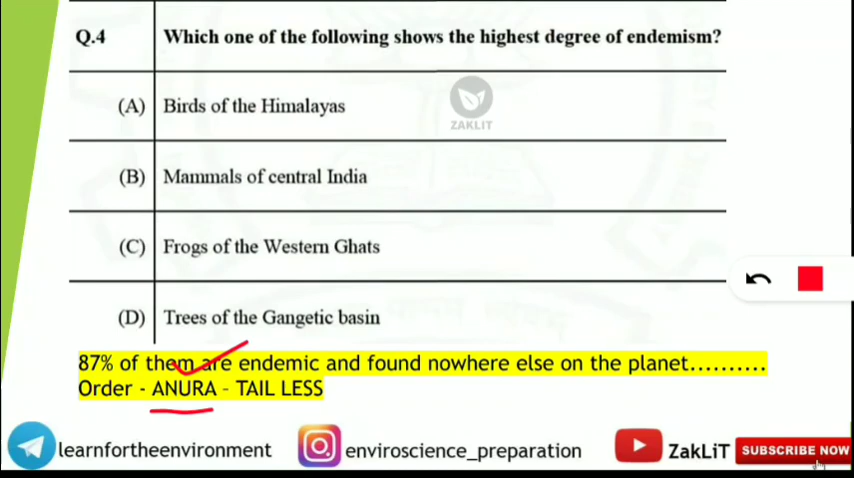 Q.4 Which one of the following shows the highest degree of endemism?
(A) Birds of the Himalayas
ZAKLIT
(B) Mammals of central India
(C) Frogs of the Western Ghats
(D) Trees of the Gangetic basin
87% of them are endemic and found nowhere else on the planet..........
Order - ANURA - TAIL LESS
learnfortheenvironment enviroscience_preparation ZakLiT SUBSCRIBE NOW